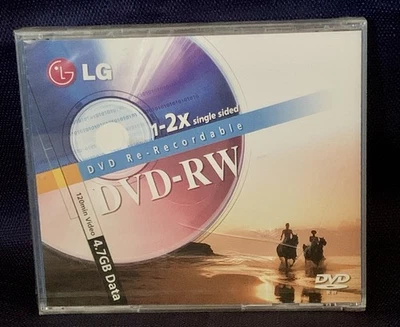 LG
1-2x single sided
DVD Re-Recordable
DVD-RW
120min Video
4.7GB Data
DVD